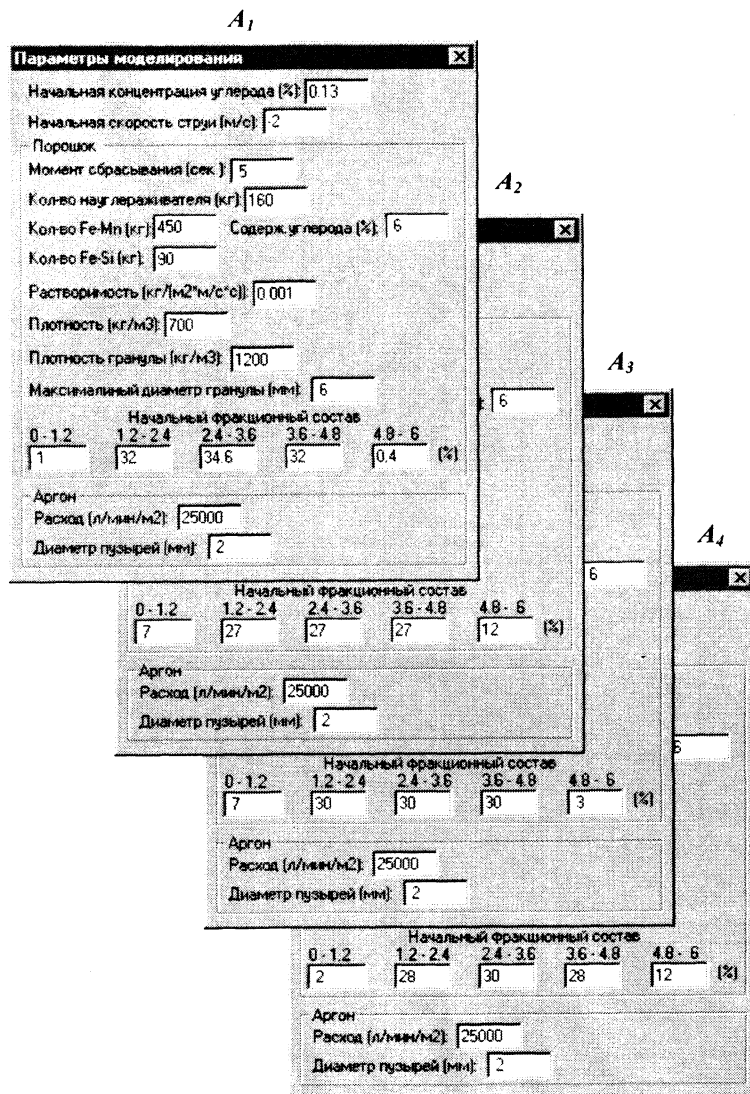 A1
Параметры моделирования
Начальная концентрация углерода (%): 0.13
Начальная скорость струи (м/с): -2
Порошок
Момент сбрасывания (сек.): 5
Кол-во науглераживателя (кг): 160
Кол-во Fe-Mn (кг): 450 Содерж. углерода (%): 6
Кол-во Fe-Si (кг): 90
Растворимость (кг/(м2*м/с*с)): 0.001
Плотность (кг/м3): 700
Плотность гранулы (кг/м3): 1200
Максималиный диаметр гранулы (мм): 6
Начальный фракционный состав
0 - 1.2 1.2 - 2.4 2.4 - 3.6 3.6 - 4.8 4.8 - 6
1 32 34.6 32 0.4 (%)
Аргон
Расход (л/мин/м2): 25000
Диаметр пузырей (мм): 2
A2
6
Начальный фракционный состав
0 - 1.2 1.2 - 2.4 2.4 - 3.6 3.6 - 4.8 4.8 - 6
7 27 27 27 12 (%)
Аргон
Расход (л/мин/м2): 25000
Диаметр пузырей (мм): 2
A3
6
Начальный фракционный состав
0 - 1.2 1.2 - 2.4 2.4 - 3.6 3.6 - 4.8 4.8 - 6
7 30 30 30 3 (%)
Аргон
Расход (л/мин/м2): 25000
Диаметр пузырей (мм): 2
A4
6
Начальный фракционный состав
0 - 1.2 1.2 - 2.4 2.4 - 3.6 3.6 - 4.8 4.8 - 6
2 28 30 28 12 (%)
Аргон
Расход (л/мин/м2): 25000
Диаметр пузырей (мм): 2